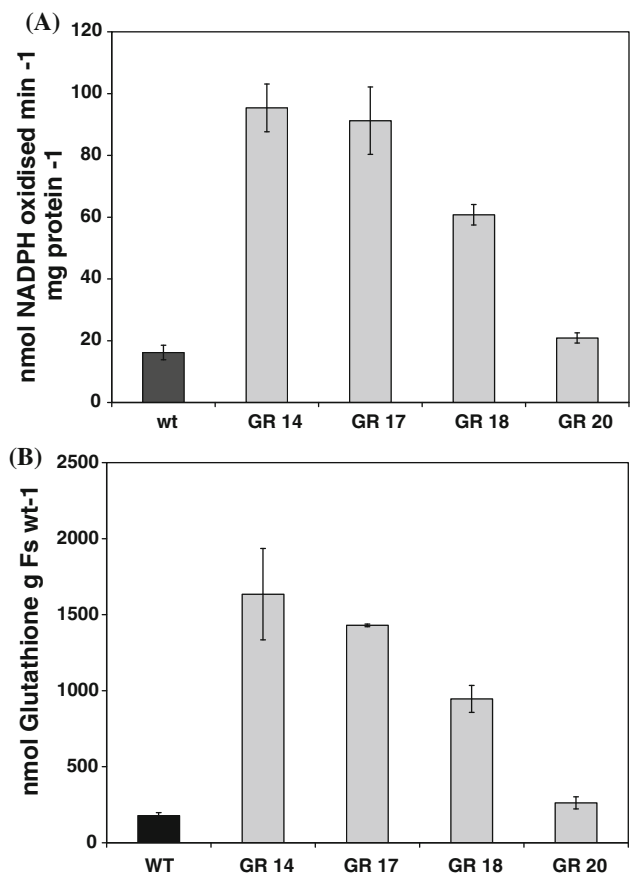 (A)
nmol NADPH oxidised min -1
mg protein -1
120
100
80
60
40
20
0
wt GR 14 GR 17 GR 18 GR 20
(B)
nmol Glutathione g Fs wt-1
2500
2000
1500
1000
500
0
WT GR 14 GR 17 GR 18 GR 20